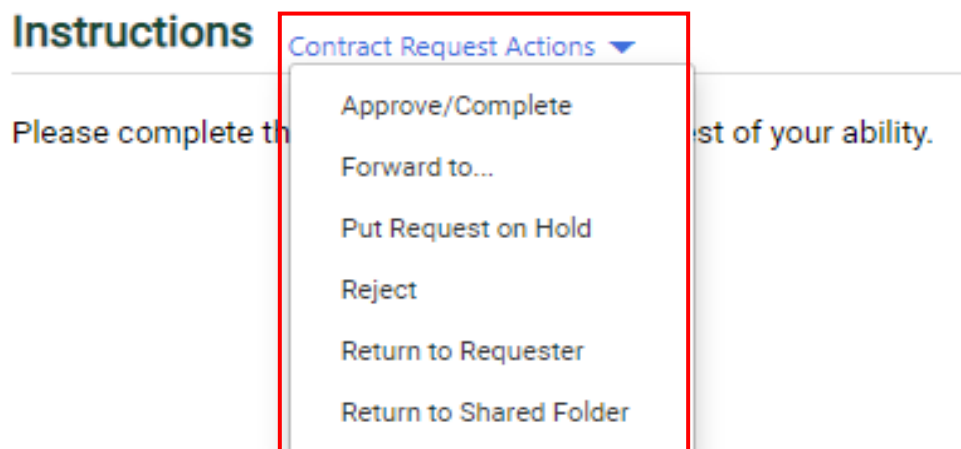 Instructions
Contract Request Actions
Please complete th est of your ability.
Approve/Complete
Forward to...
Put Request on Hold
Reject
Return to Requester
Return to Shared Folder